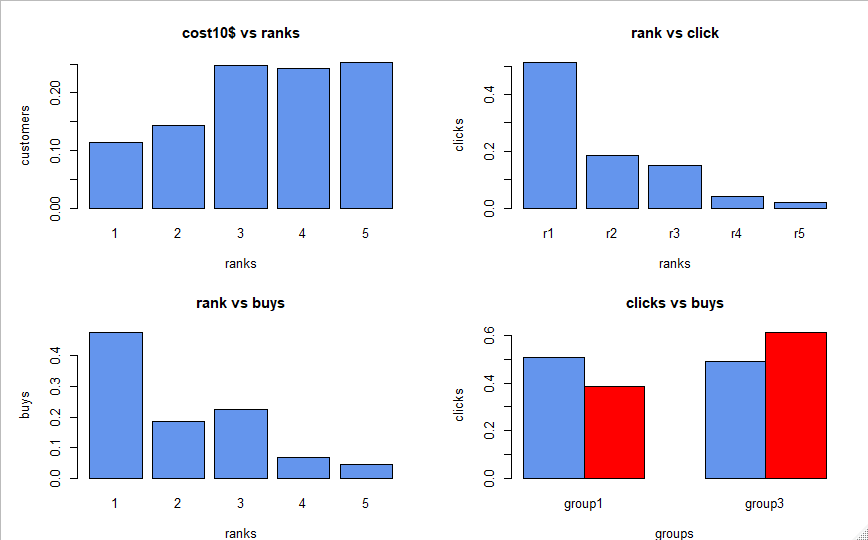 cost10$ vs ranks
customers
0.00 0.10 0.20
1 2 3 4 5
ranks
rank vs click
clicks
0.0 0.2 0.4
r1 r2 r3 r4 r5
ranks
rank vs buys
buys
0.0 0.1 0.2 0.3 0.4
1 2 3 4 5
ranks
clicks vs buys
clicks
0.0 0.2 0.4 0.6
group1 group3
groups